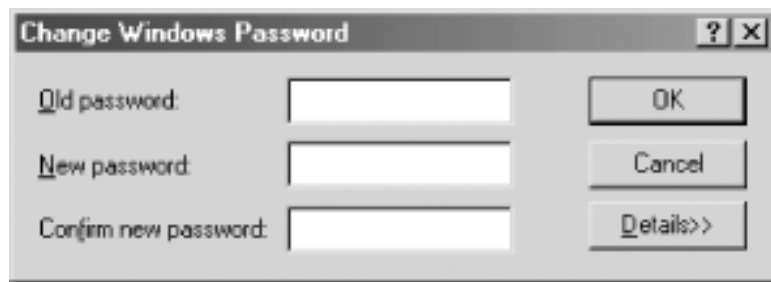 Change Windows Password
? X
Old password:
OK
New password:
Cancel
Confirm new password:
Details>>